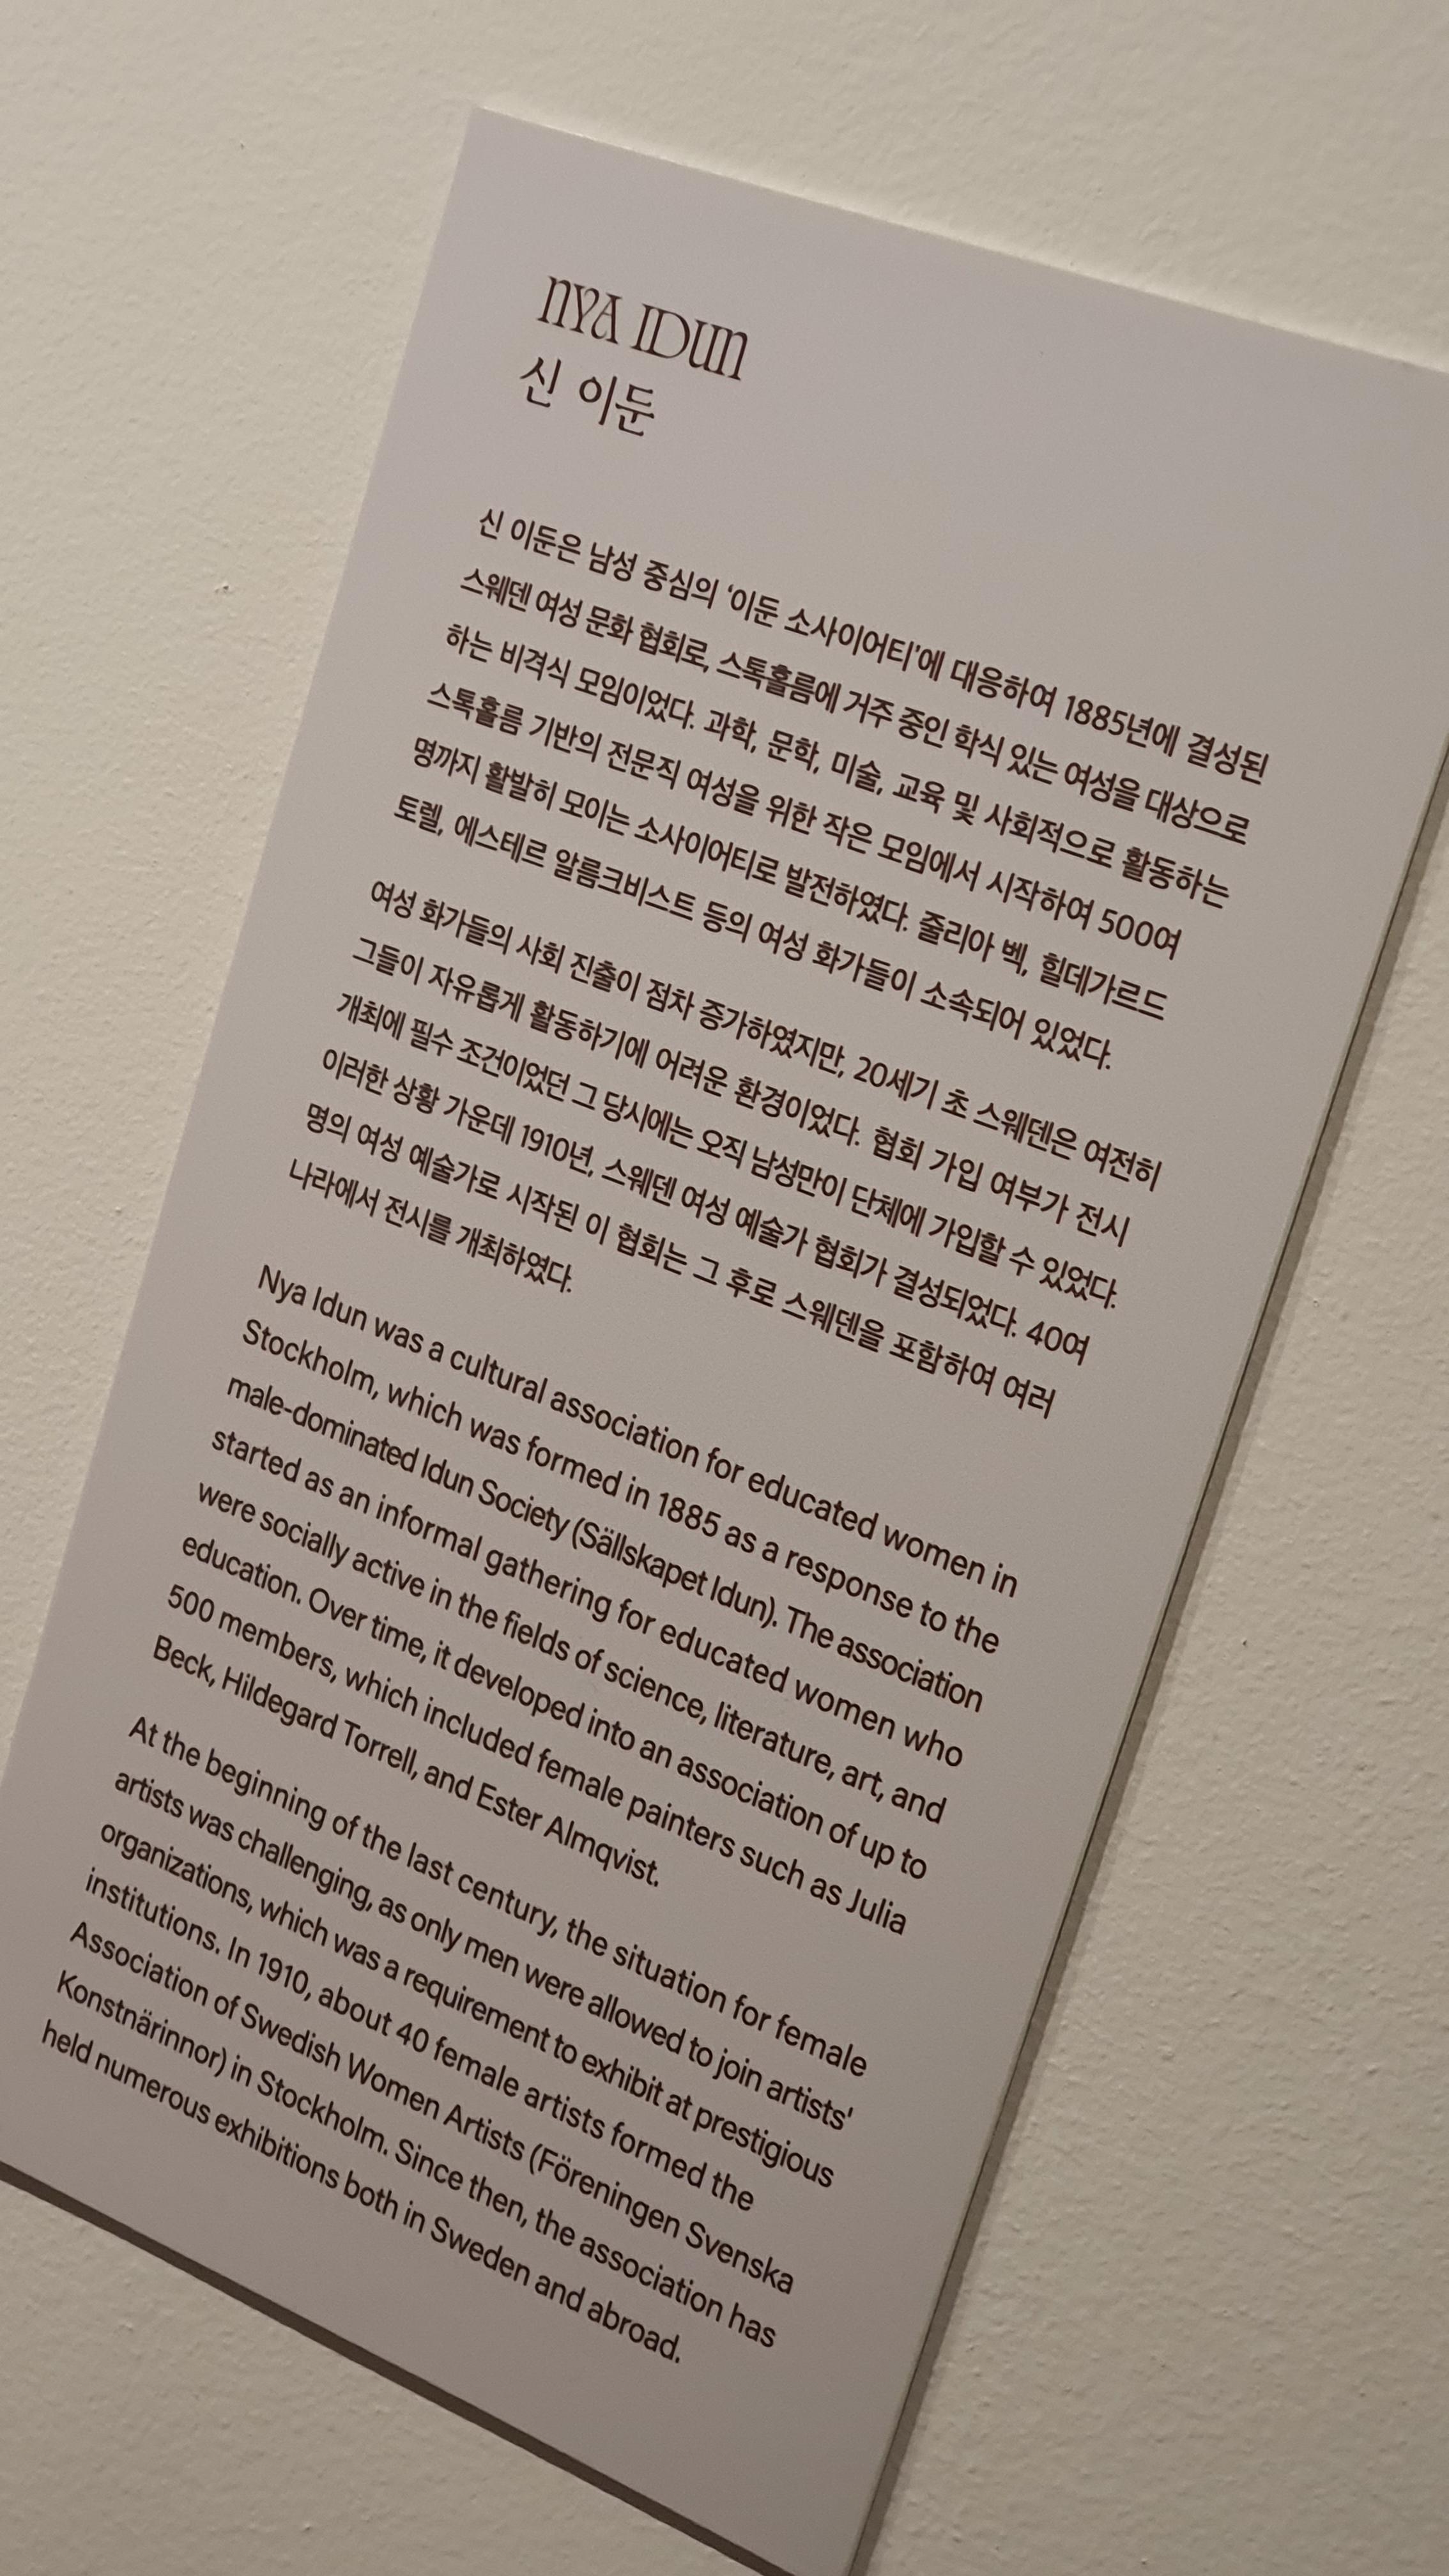 NYA IDUN
신 이둔
신 이둔은 남성 중심의 ‘이둔 소사이어티’에 대응하여 1885년에 결성된
스웨덴 여성 문화 협회로, 스톡홀름에 거주 중인 학식 있는 여성을 대상으로
하는 비격식 모임이었다. 과학, 문학, 미술, 교육 및 사회적으로 활동하는
스톡홀름 기반의 전문직 여성을 위한 작은 모임에서 시작하여 500여
명까지 활발히 모이는 소사이어티로 발전하였다. 줄리아 벡, 힐데가르드
토렐, 에스테르 알름크비스트 등의 여성 화가들이 소속되어 있었다.
여성 화가들의 사회 진출이 점차 증가하였지만, 20세기 초 스웨덴은 여전히
그들이 자유롭게 활동하기에 어려운 환경이었다. 협회 가입 여부가 전시
개최에 필수 조건이었던 그 당시에는 오직 남성만이 단체에 가입할 수 있었다.
이러한 상황 가운데 1910년, 스웨덴 여성 예술가 협회가 결성되었다. 40여
명의 여성 예술가로 시작된 이 협회는 그 후로 스웨덴을 포함하여 여러
나라에서 전시를 개최하였다.
Nya Idun was a cultural association for educated women in
Stockholm, which was formed in 1885 as a response to the
male-dominated Idun Society (Sällskapet Idun). The association
started as an informal gathering for educated women who
were socially active in the fields of science, literature, art, and
education. Over time, it developed into an association of up to
500 members, which included female painters such as Julia
Beck, Hildegard Torrell, and Ester Almqvist.
At the beginning of the last century, the situation for female
artists was challenging, as only men were allowed to join artists'
organizations, which was a requirement to exhibit at prestigious
institutions. In 1910, about 40 female artists formed the
Association of Swedish Women Artists (Föreningen Svenska
Konstnärinnor) in Stockholm. Since then, the association has
held numerous exhibitions both in Sweden and abroad.